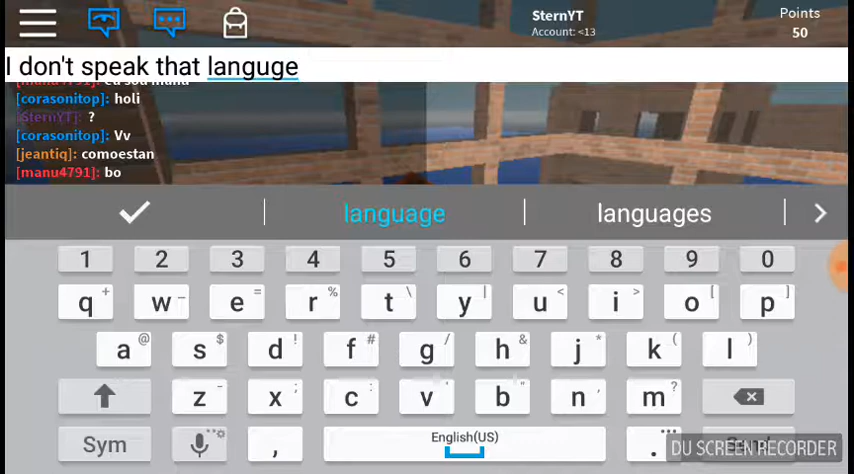 SternYT
Account: <13
Points
50
I don't speak that languge
[corasonitop]: holi
[SternYT]: ?
[corasonitop]: Vv
[jeantiq]: comoestan
[manu4791]: bo
language
languages
1 2 3 4 5 6 7 8 9 0
q + w _ e = r % t \ y | u < i > o [ p ]
a @ s $ d ! f # g / h & j * k ( l )
z - x ; c : v ' b " n , m ?
Sym , English(US) .
DU SCREEN RECORDER